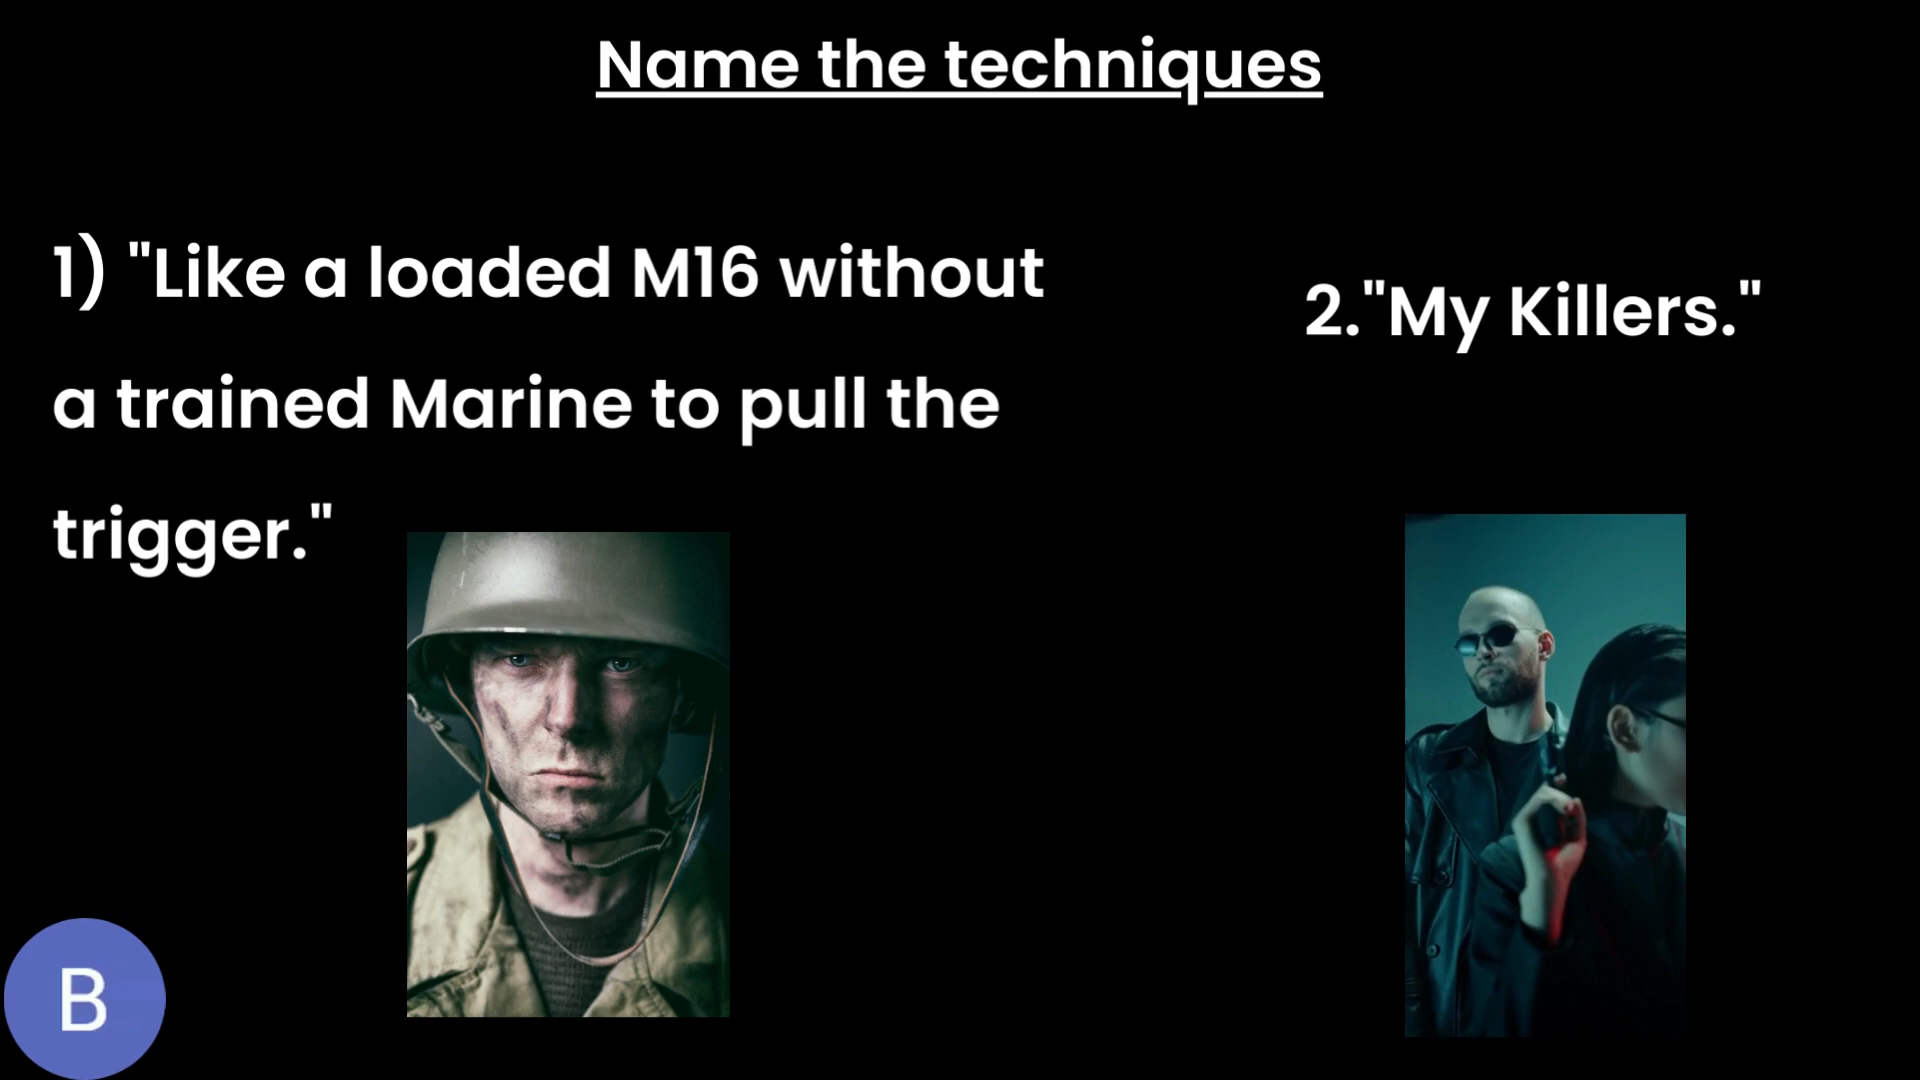 Name the techniques
1) "Like a loaded M16 without
a trained Marine to pull the
trigger."
2."My Killers."
B